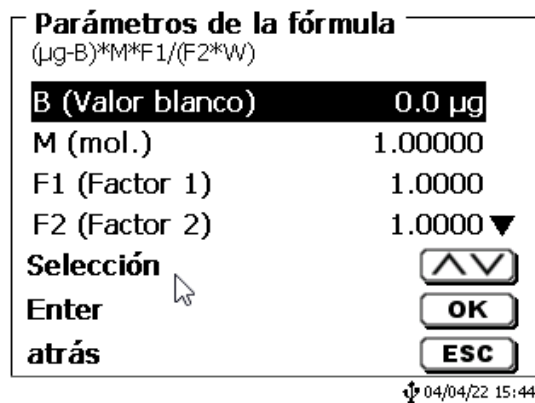 Parámetros de la fórmula
(µg-B)*M*F1/(F2*W)
B (Valor blanco) 0.0 µg
M (mol.) 1.00000
F1 (Factor 1) 1.0000
F2 (Factor 2) 1.0000
Selección
Enter OK
atrás ESC
04/04/22 15:44